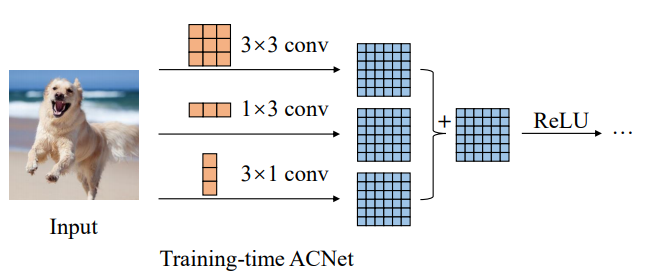 3×3 conv
1×3 conv
+
ReLU
...
3×1 conv
Input
Training-time ACNet